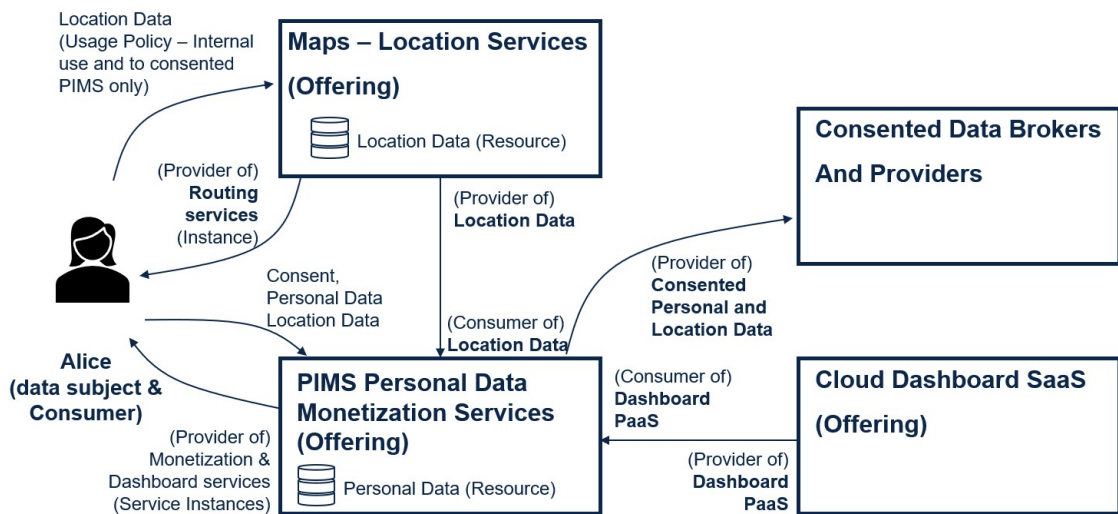 Location Data
(Usage Policy – Internal
use and to consented
PIMS only)
Maps – Location Services
(Offering)
Location Data (Resource)
(Provider of)
Routing
services
(Instance)
(Provider of)
Location Data
Consented Data Brokers
And Providers
Consent,
Personal Data
Location Data
(Provider of)
Consented
Personal and
Location Data
(Consumer of)
Location Data
Alice
(data subject &
Consumer)
PIMS Personal Data
Monetization Services
(Offering)
Personal Data (Resource)
(Consumer of)
Dashboard
PaaS
Cloud Dashboard SaaS
(Offering)
(Provider of)
Monetization &
Dashboard services
(Service Instances)
(Provider of)
Dashboard
PaaS